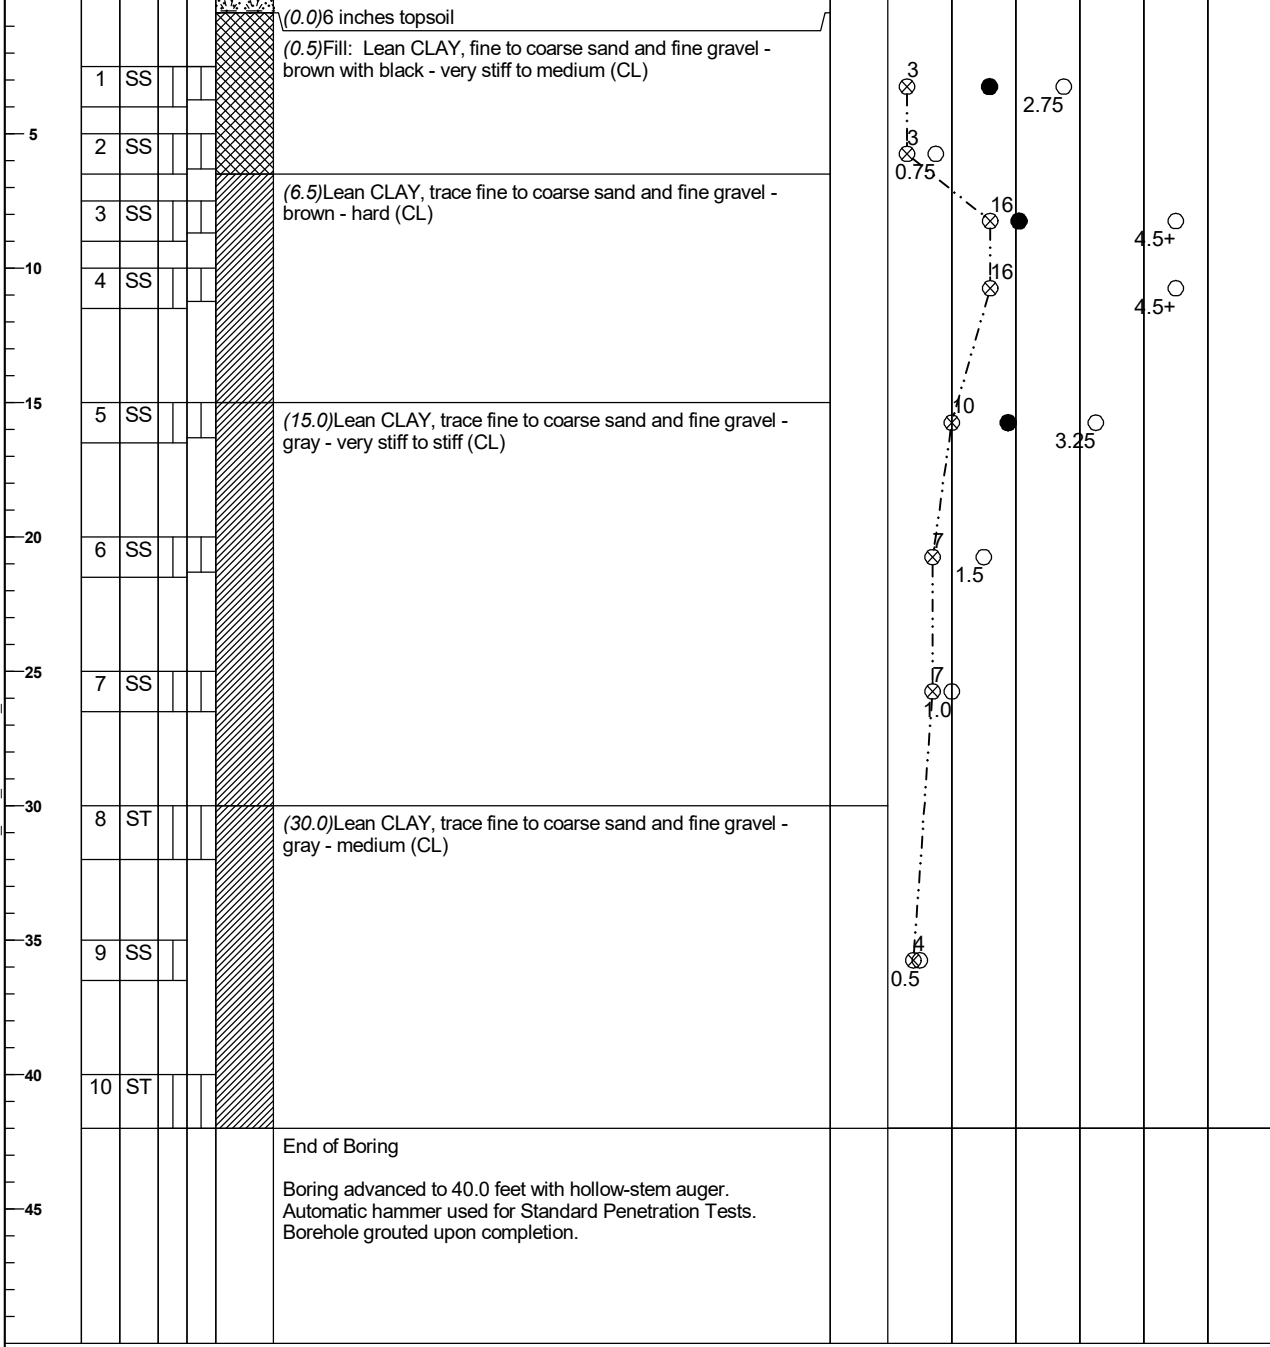 (0.0)6 inches topsoil
(0.5)Fill: Lean CLAY, fine to coarse sand and fine gravel -
brown with black - very stiff to medium (CL)
1 SS 3
2.75
5
2 SS 3
0.75
(6.5)Lean CLAY, trace fine to coarse sand and fine gravel -
brown - hard (CL)
3 SS 16
4.5+
10
4 SS 16
4.5+
15
5 SS 10
(15.0)Lean CLAY, trace fine to coarse sand and fine gravel -
gray - very stiff to stiff (CL)
3.25
20
6 SS 7
1.5
25
7 SS 7
1.0
30
8 ST
(30.0)Lean CLAY, trace fine to coarse sand and fine gravel -
gray - medium (CL)
35
9 SS 4
0.5
40
10 ST
End of Boring
Boring advanced to 40.0 feet with hollow-stem auger.
45
Automatic hammer used for Standard Penetration Tests.
Borehole grouted upon completion.